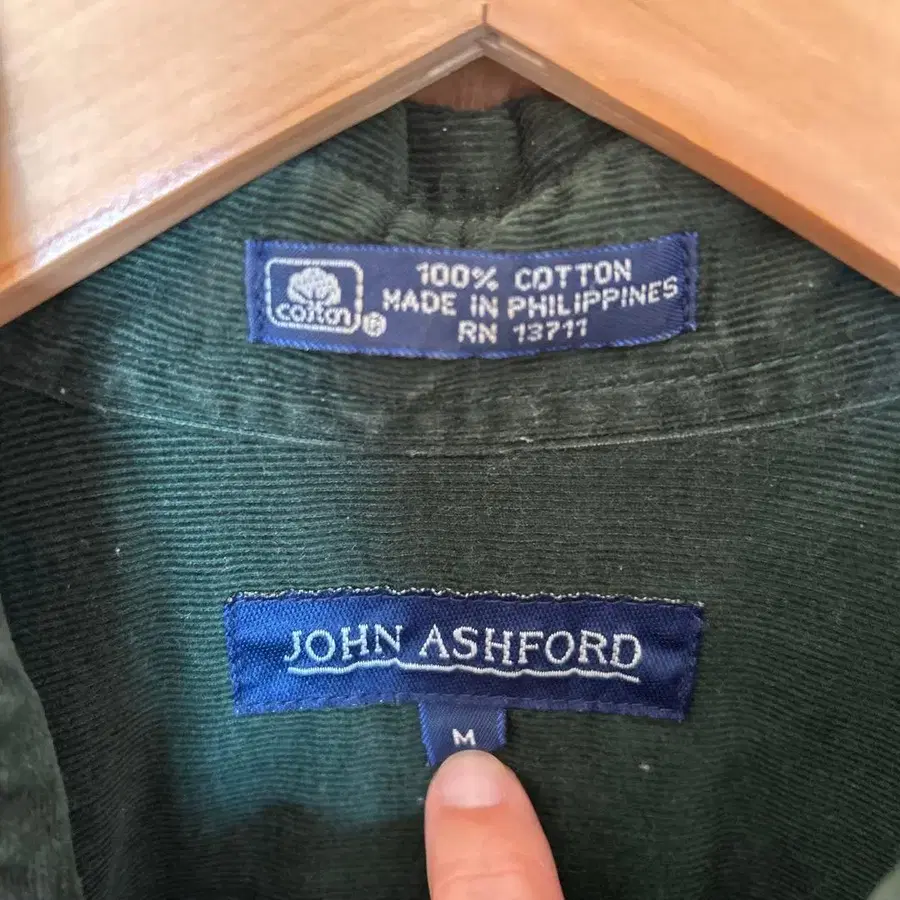 cotton®
100% COTTON
MADE IN PHILIPPINES
RN 13711
JOHN ASHFORD
M